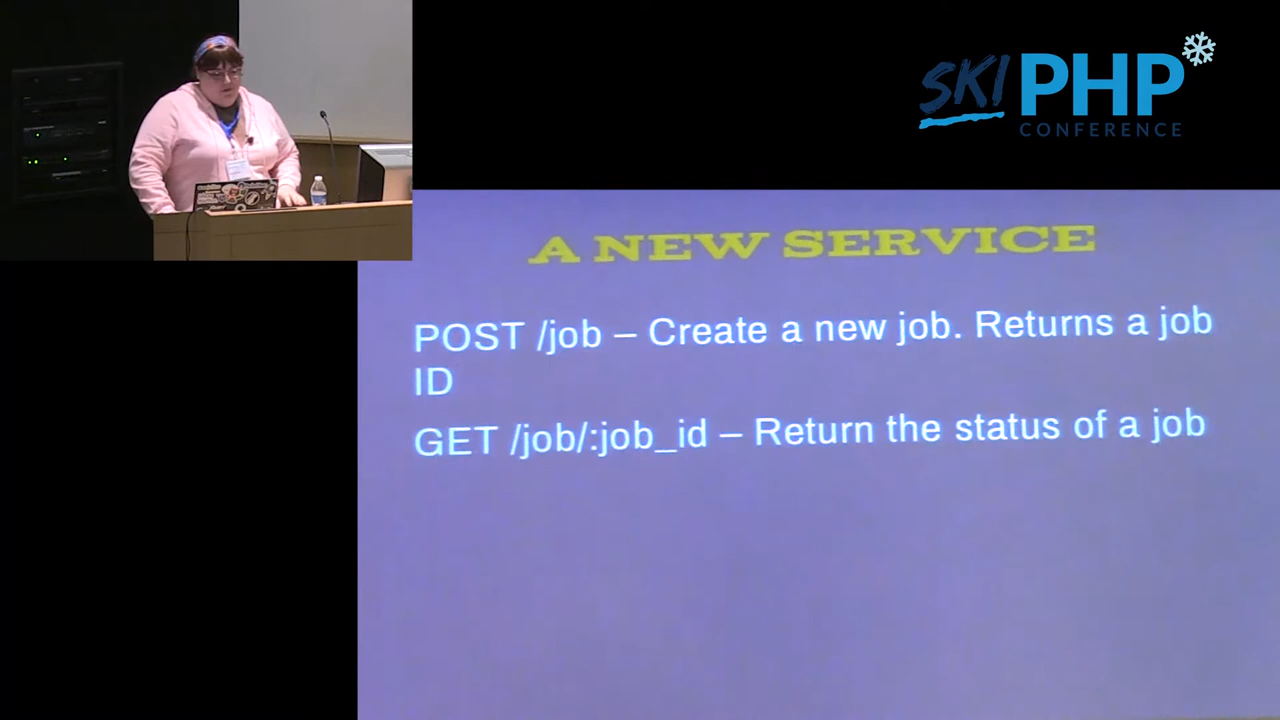 SKI PHP
CONFERENCE
A NEW SERVICE
POST /job – Create a new job. Returns a job
ID
GET /job/:job_id – Return the status of a job